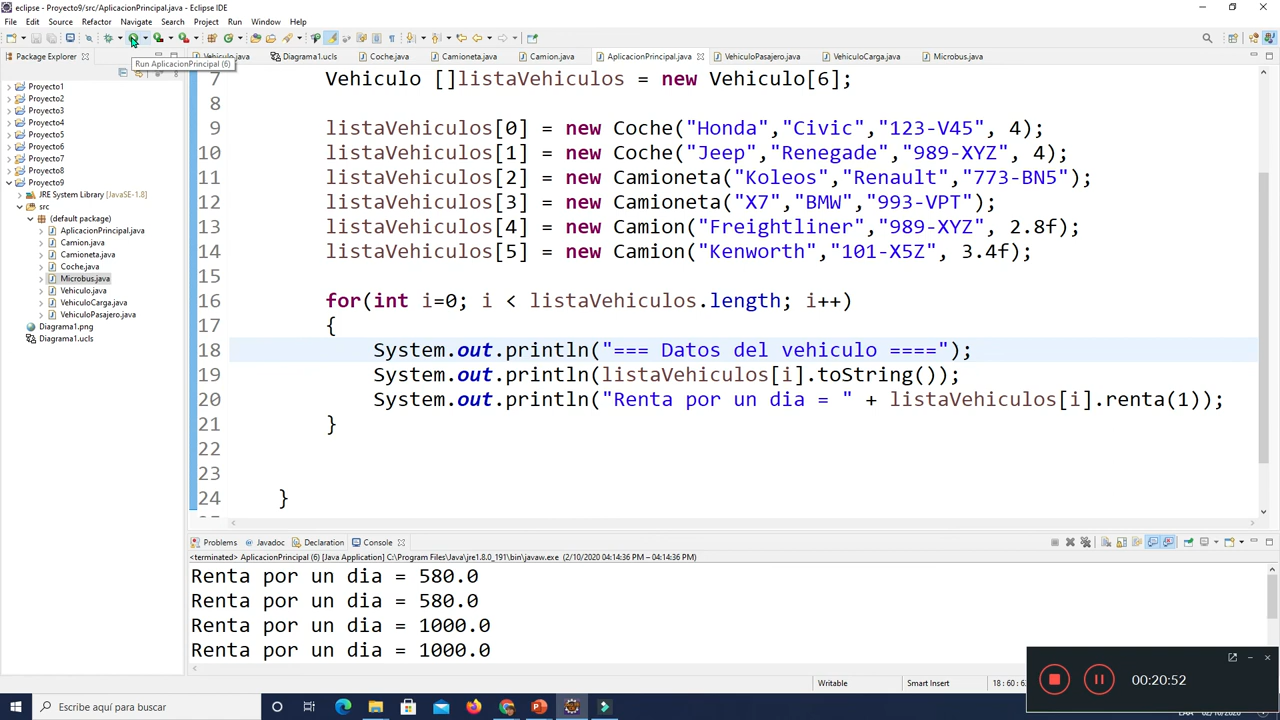 eclipse - Proyecto9/src/AplicacionPrincipal.java - Eclipse IDE
File Edit Source Refactor Navigate Search Project Run Window Help
Run AplicacionPrincipal (6)
Package Explorer
Diagrama1.ucls Coche.java Camioneta.java Camion.java AplicacionPrincipal.java VehiculoPasajero.java VehiculoCarga.java Microbus.java
Proyecto1
Proyecto2
Proyecto3
Proyecto4
Proyecto5
Proyecto6
Proyecto7
Proyecto8
Proyecto9
JRE System Library [JavaSE-1.8]
src
(default package)
AplicacionPrincipal.java
Camion.java
Camioneta.java
Coche.java
Microbus.java
Vehiculo.java
VehiculoCarga.java
VehiculoPasajero.java
Diagrama1.png
Diagrama1.ucls
7 Vehiculo []listaVehiculos = new Vehiculo[6];
8
9 listaVehiculos[0] = new Coche("Honda","Civic","123-V45", 4);
10 listaVehiculos[1] = new Coche("Jeep","Renegade","989-XYZ", 4);
11 listaVehiculos[2] = new Camioneta("Koleos","Renault","773-BN5");
12 listaVehiculos[3] = new Camioneta("X7","BMW","993-VPT");
13 listaVehiculos[4] = new Camion("Freightliner","989-XYZ", 2.8f);
14 listaVehiculos[5] = new Camion("Kenworth","101-X5Z", 3.4f);
15
16 for(int i=0; i < listaVehiculos.length; i++)
17 {
18 System.out.println("=== Datos del vehiculo ====");
19 System.out.println(listaVehiculos[i].toString());
20 System.out.println("Renta por un dia = " + listaVehiculos[i].renta(1));
21 }
22
23
24 }
Problems Javadoc Declaration Console
<terminated> AplicacionPrincipal (6) [Java Application] C:\Program Files\Java\jre1.8.0_191\bin\javaw.exe (2/10/2020 04:14:36 PM – 04:14:36 PM)
Renta por un dia = 580.0
Renta por un dia = 580.0
Renta por un dia = 1000.0
Renta por un dia = 1000.0
Writable Smart Insert
00:20:52
Escribe aquí para buscar